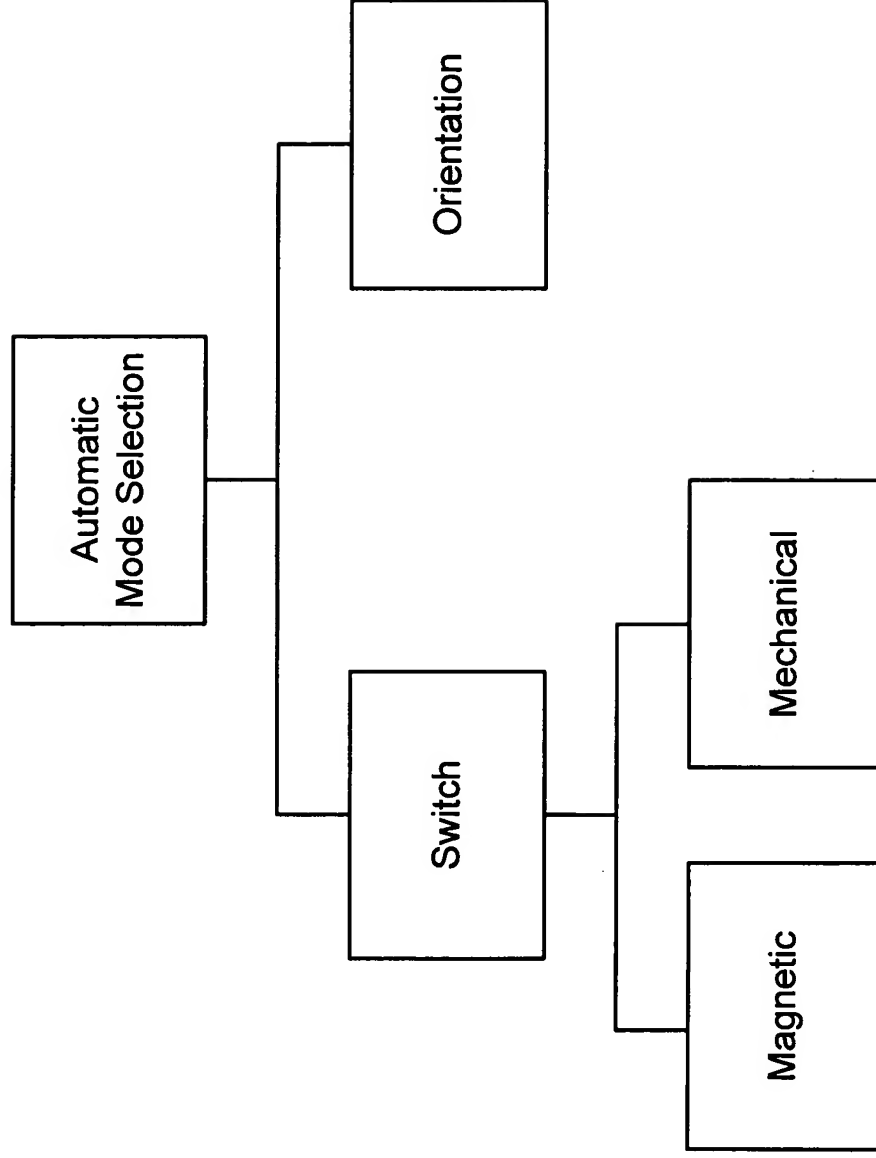 Automatic
Mode Selection
Switch
Orientation
Magnetic
Mechanical